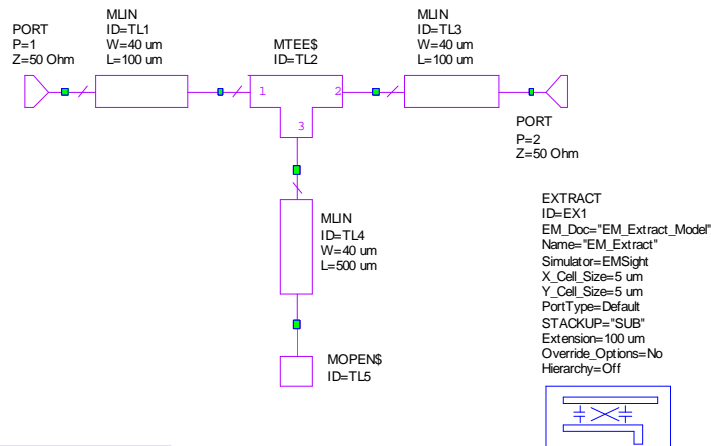 PORT
P=1
Z=50 Ohm
MLIN
ID=TL1
W=40 um
L=100 um
MTEE$
ID=TL2
MLIN
ID=TL3
W=40 um
L=100 um
1
2
3
PORT
P=2
Z=50 Ohm
MLIN
ID=TL4
W=40 um
L=500 um
MOPEN$
ID=TL5
EXTRACT
ID=EX1
EM_Doc="EM_Extract_Model"
Name="EM_Extract"
Simulator=EMSight
X_Cell_Size=5 um
Y_Cell_Size=5 um
PortType=Default
STACKUP="SUB"
Extension=100 um
Override_Options=No
Hierarchy=Off